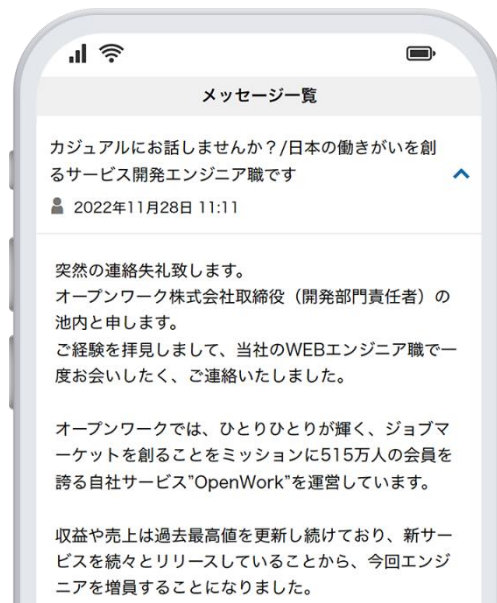 メッセージ一覧
カジュアルにお話しませんか？/日本の働きがいを創
るサービス開発エンジニア職です
2022年11月28日 11:11
突然の連絡失礼致します。
オープンワーク株式会社取締役（開発部門責任者）の
池内と申します。
ご経験を拝見しまして、当社のWEBエンジニア職で一
度お会いしたく、ご連絡いたしました。
オープンワークでは、ひとりひとりが輝く、ジョブマ
ーケットを創ることをミッションに515万人の会員を
誇る自社サービス”OpenWork”を運営しています。
収益や売上は過去最高値を更新し続けており、新サー
ビスを続々とリリースしていることから、今回エンジ
ニアを増員することになりました。